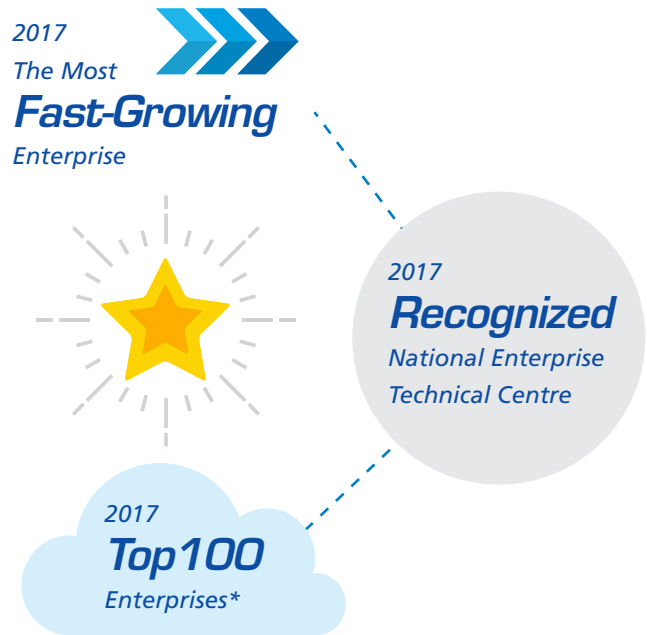 2017
The Most
Fast-Growing
Enterprise
2017
Recognized
National Enterprise
Technical Centre
2017
Top100
Enterprises*